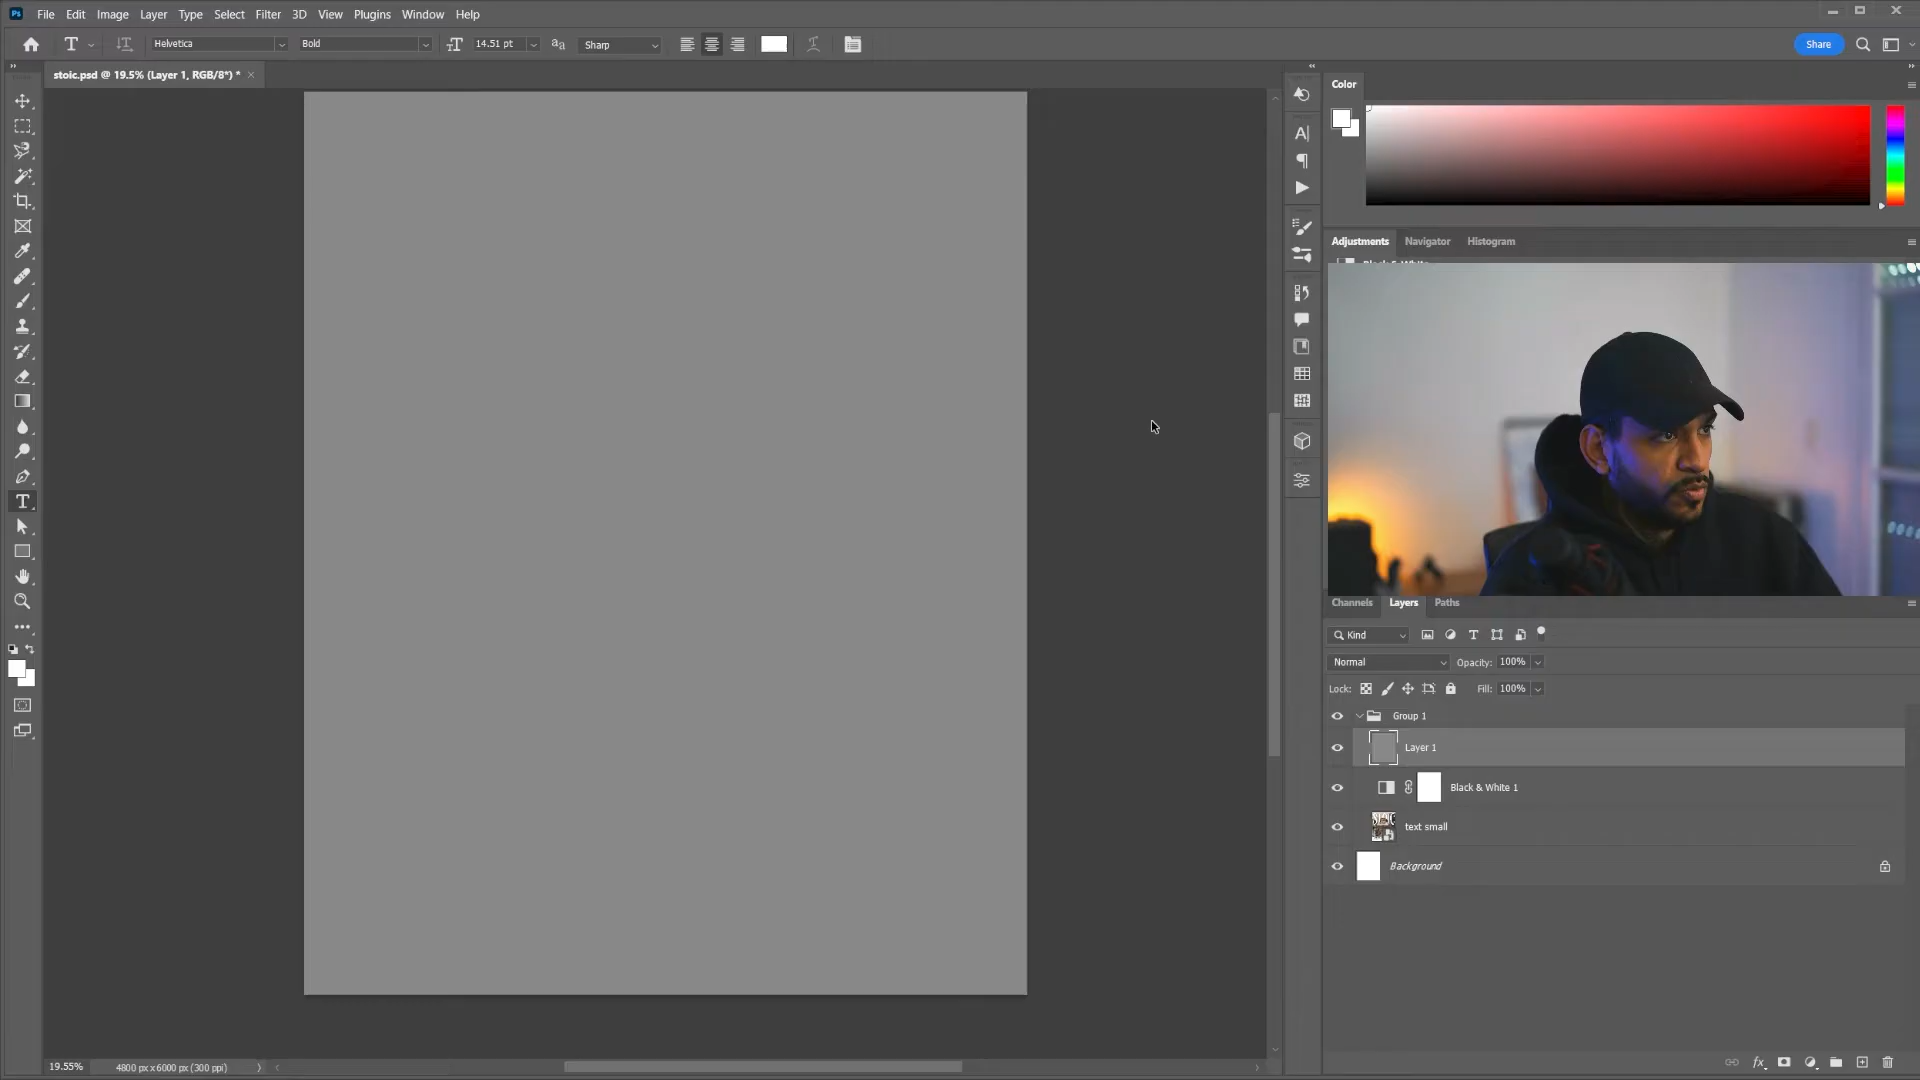 Ps File Edit Image Layer Type Select Filter 3D View Plugins Window Help
Helvetica Bold 14.51 pt Sharp Share
stoic.psd @ 19.5% (Layer 1, RGB/8*) *
Color
Adjustments Navigator Histogram
Black & White
Channels Layers Paths
Kind
Normal Opacity: 100%
Lock: Fill: 100%
Group 1
Layer 1
Black & White 1
text small
Background
19.55% 4800 px x 6000 px (300 ppi)